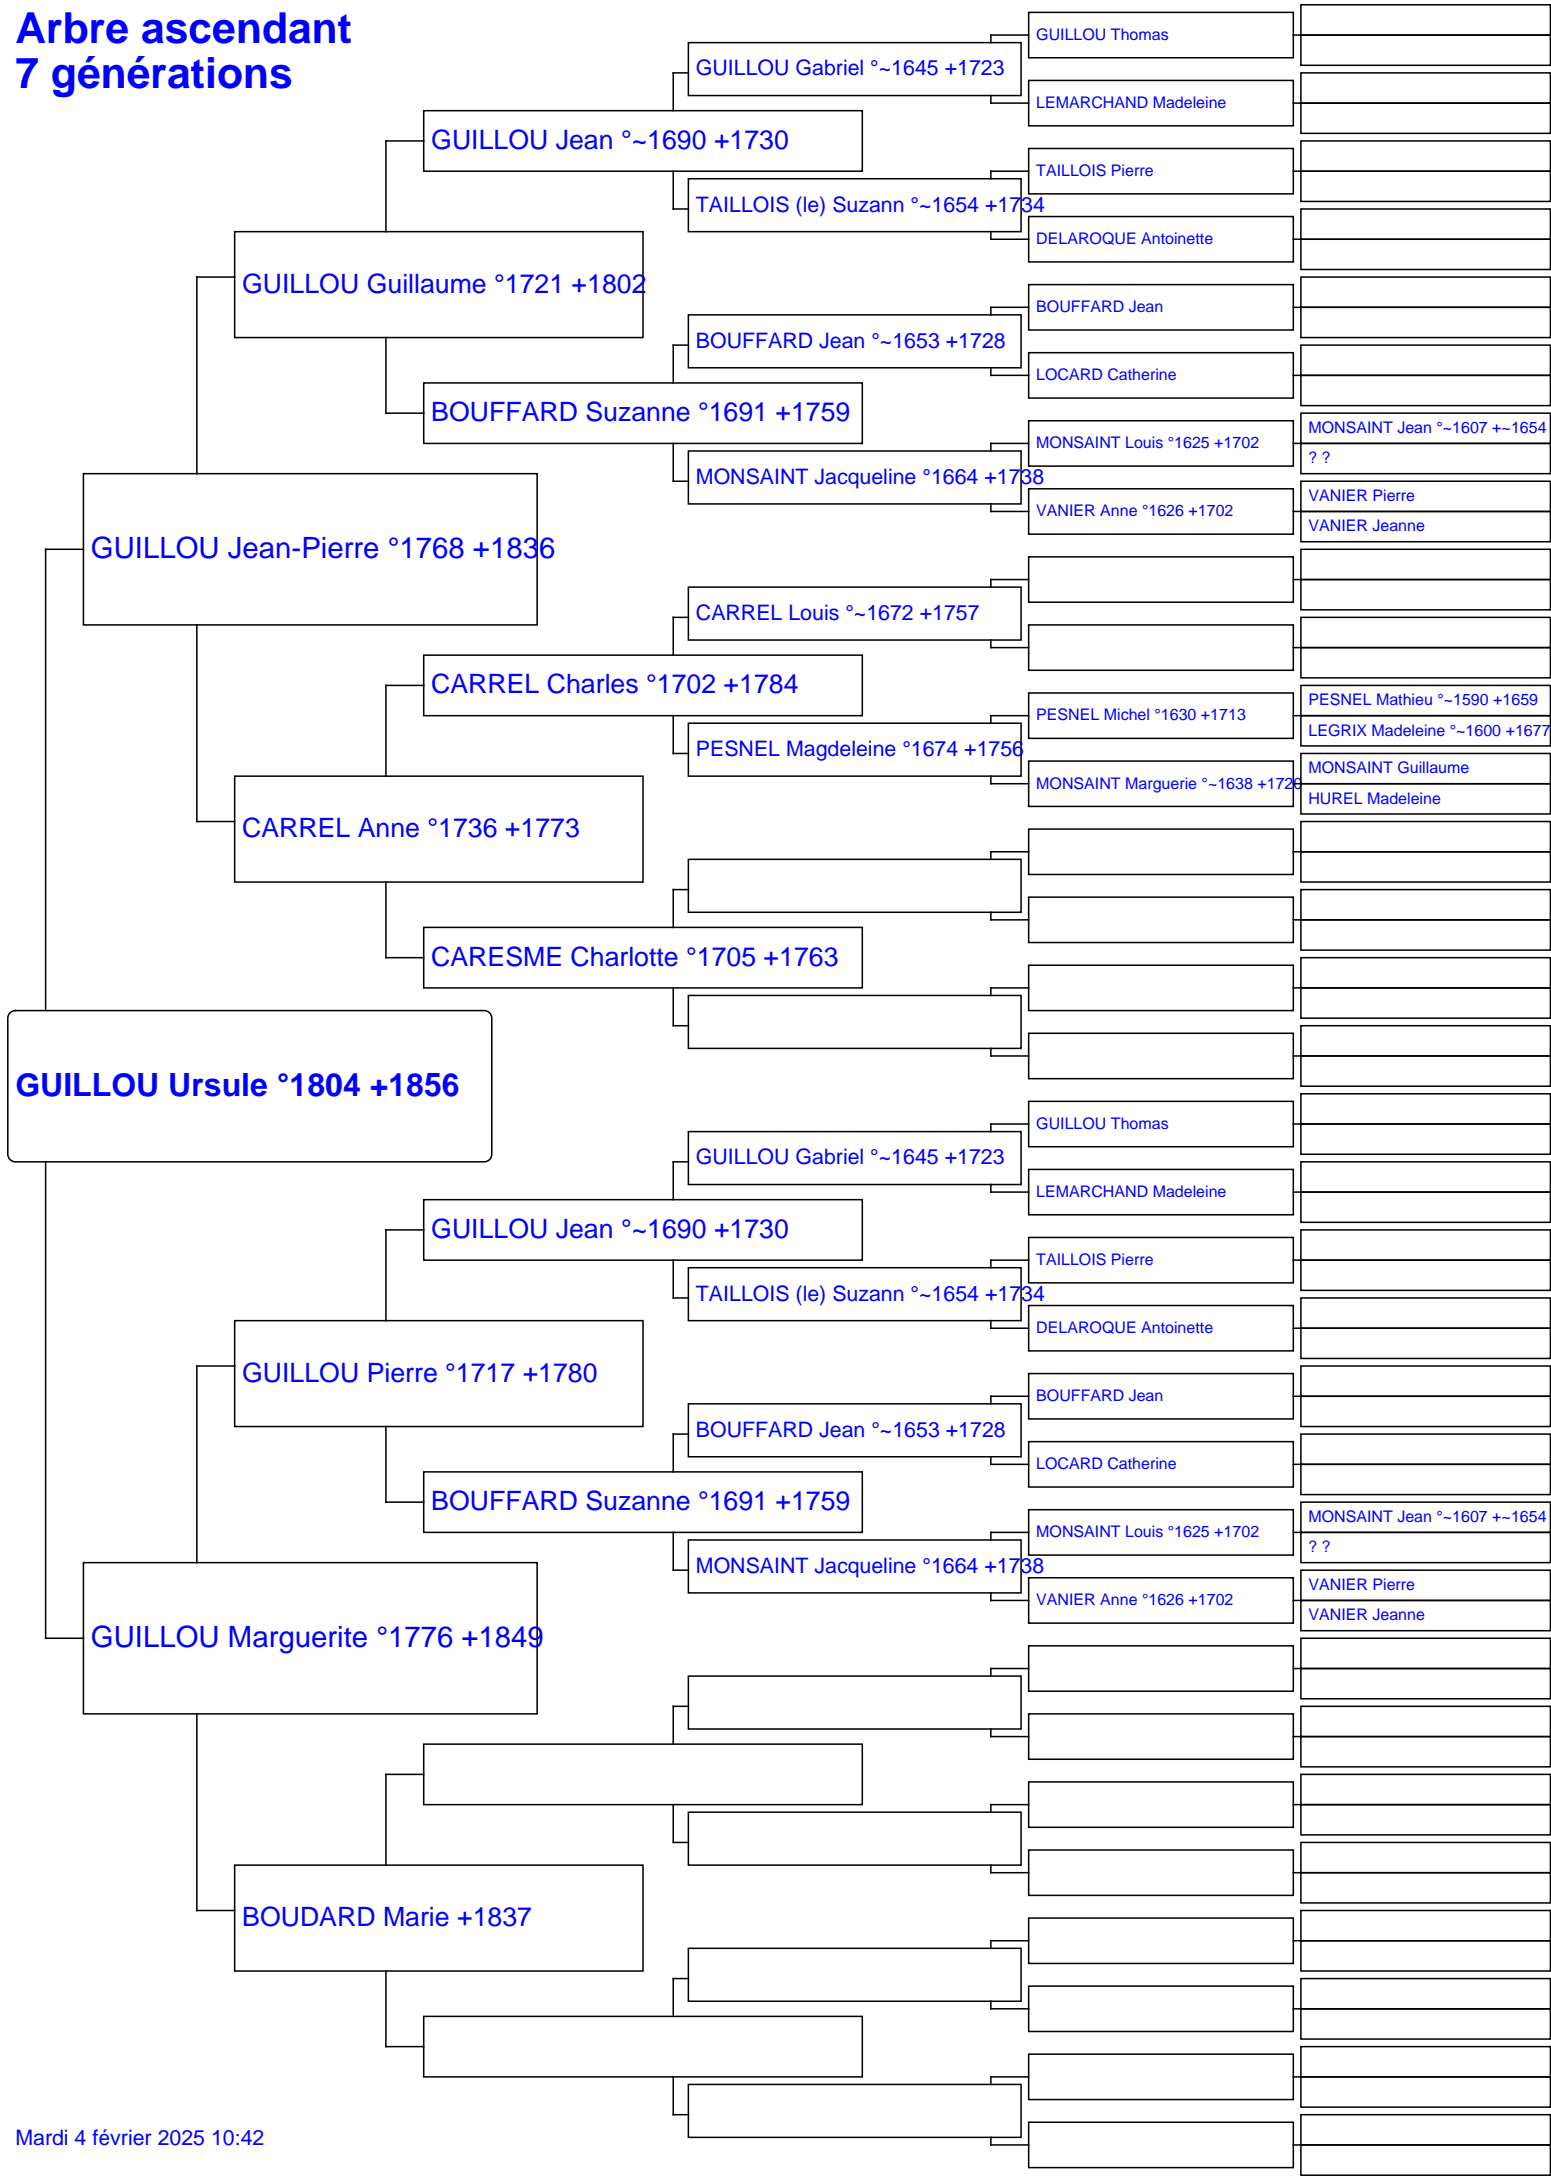 Arbre ascendant
7 générations
GUILLOU Thomas
GUILLOU Gabriel °~1645 +1723
LEMARCHAND Madeleine
GUILLOU Jean °~1690 +1730
TAILLOIS Pierre
TAILLOIS (le) Suzann °~1654 +1734
DELAROQUE Antoinette
GUILLOU Guillaume °1721 +1802
BOUFFARD Jean
BOUFFARD Jean °~1653 +1728
LOCARD Catherine
BOUFFARD Suzanne °1691 +1759
MONSAINT Jean °~1607 +~1654
MONSAINT Louis °1625 +1702
? ?
MONSAINT Jacqueline °1664 +1738
VANIER Pierre
VANIER Anne °1626 +1702
VANIER Jeanne
GUILLOU Jean-Pierre °1768 +1836
CARREL Louis °~1672 +1757
CARREL Charles °1702 +1784
PESNEL Mathieu °~1590 +1659
PESNEL Michel °1630 +1713
LEGRIX Madeleine °~1600 +1677
PESNEL Magdeleine °1674 +1756
MONSAINT Guillaume
MONSAINT Marguerie °~1638 +1720
HUREL Madeleine
CARREL Anne °1736 +1773
CARESME Charlotte °1705 +1763
GUILLOU Ursule °1804 +1856
GUILLOU Thomas
GUILLOU Gabriel °~1645 +1723
LEMARCHAND Madeleine
GUILLOU Jean °~1690 +1730
TAILLOIS Pierre
TAILLOIS (le) Suzann °~1654 +1734
DELAROQUE Antoinette
GUILLOU Pierre °1717 +1780
BOUFFARD Jean
BOUFFARD Jean °~1653 +1728
LOCARD Catherine
BOUFFARD Suzanne °1691 +1759
MONSAINT Jean °~1607 +~1654
MONSAINT Louis °1625 +1702
? ?
MONSAINT Jacqueline °1664 +1738
VANIER Pierre
VANIER Anne °1626 +1702
VANIER Jeanne
GUILLOU Marguerite °1776 +1849
BOUDARD Marie +1837
Mardi 4 février 2025 10:42